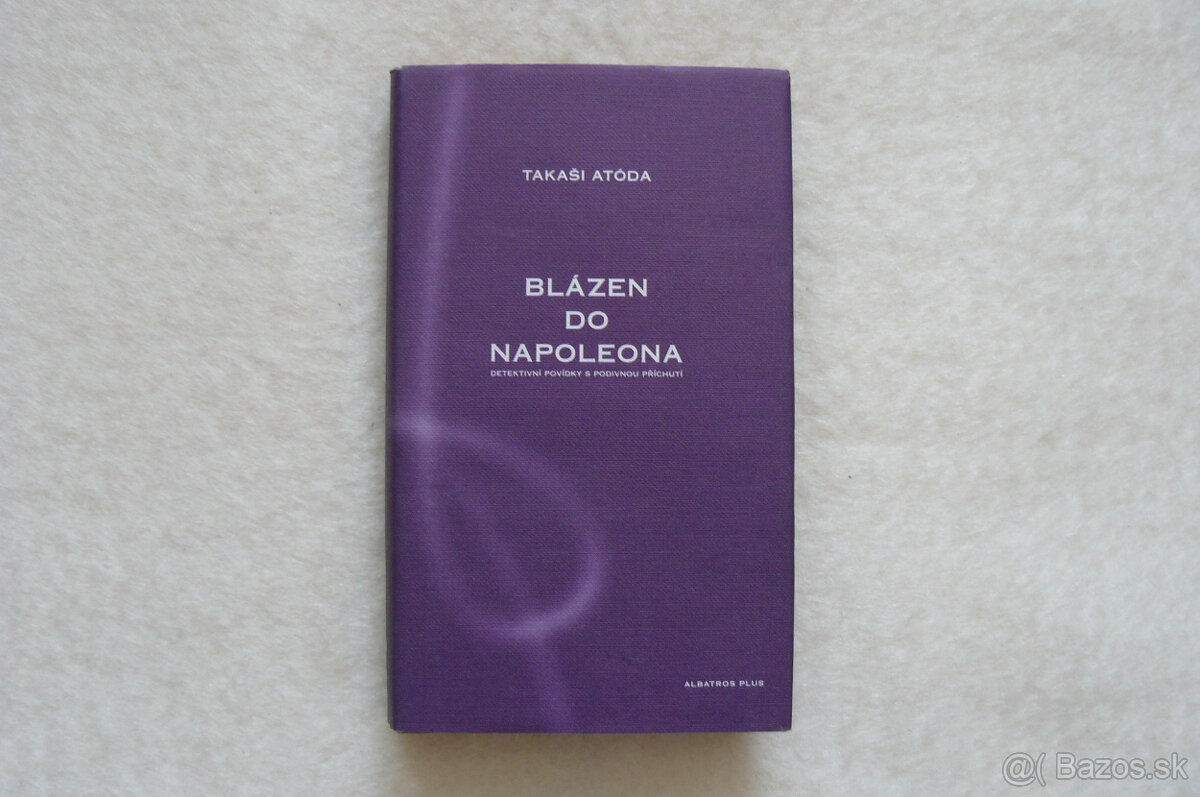 TAKAŠI ATÓDA
BLÁZEN
DO
NAPOLEONA
DETEKTIVNÍ POVÍDKY S PODIVNOU PŘÍCHUTÍ
ALBATROS PLUS
@( Bazos.sk